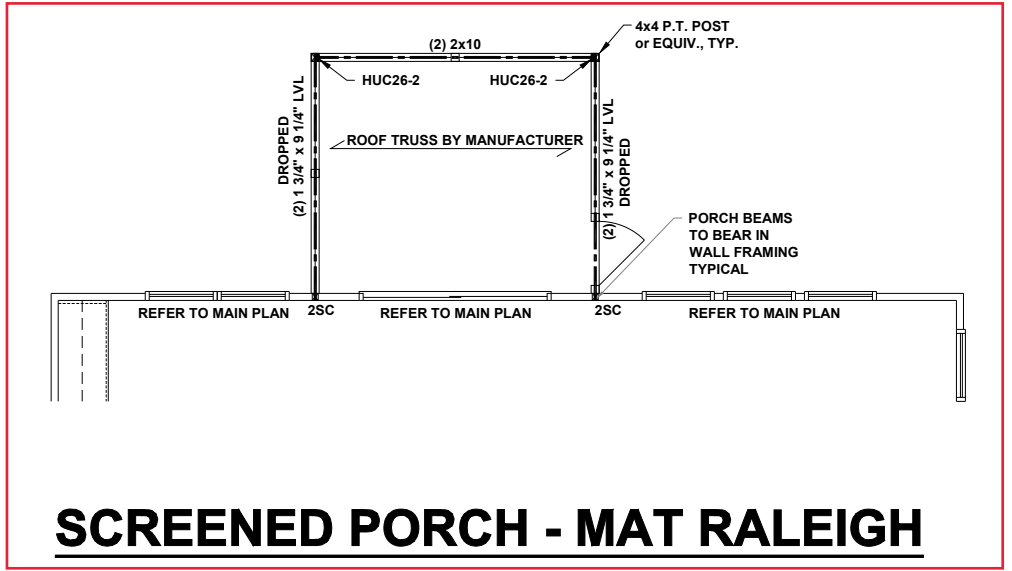 4x4 P.T. POST
or EQUIV., TYP.
(2) 2x10
HUC26-2
HUC26-2
DROPPED
(2) 1 3/4" x 9 1/4" LVL
ROOF TRUSS BY MANUFACTURER
(2) 1 3/4" x 9 1/4" LVL
DROPPED
PORCH BEAMS
TO BEAR IN
WALL FRAMING
TYPICAL
REFER TO MAIN PLAN
2SC
REFER TO MAIN PLAN
2SC
REFER TO MAIN PLAN
SCREENED PORCH - MAT RALEIGH